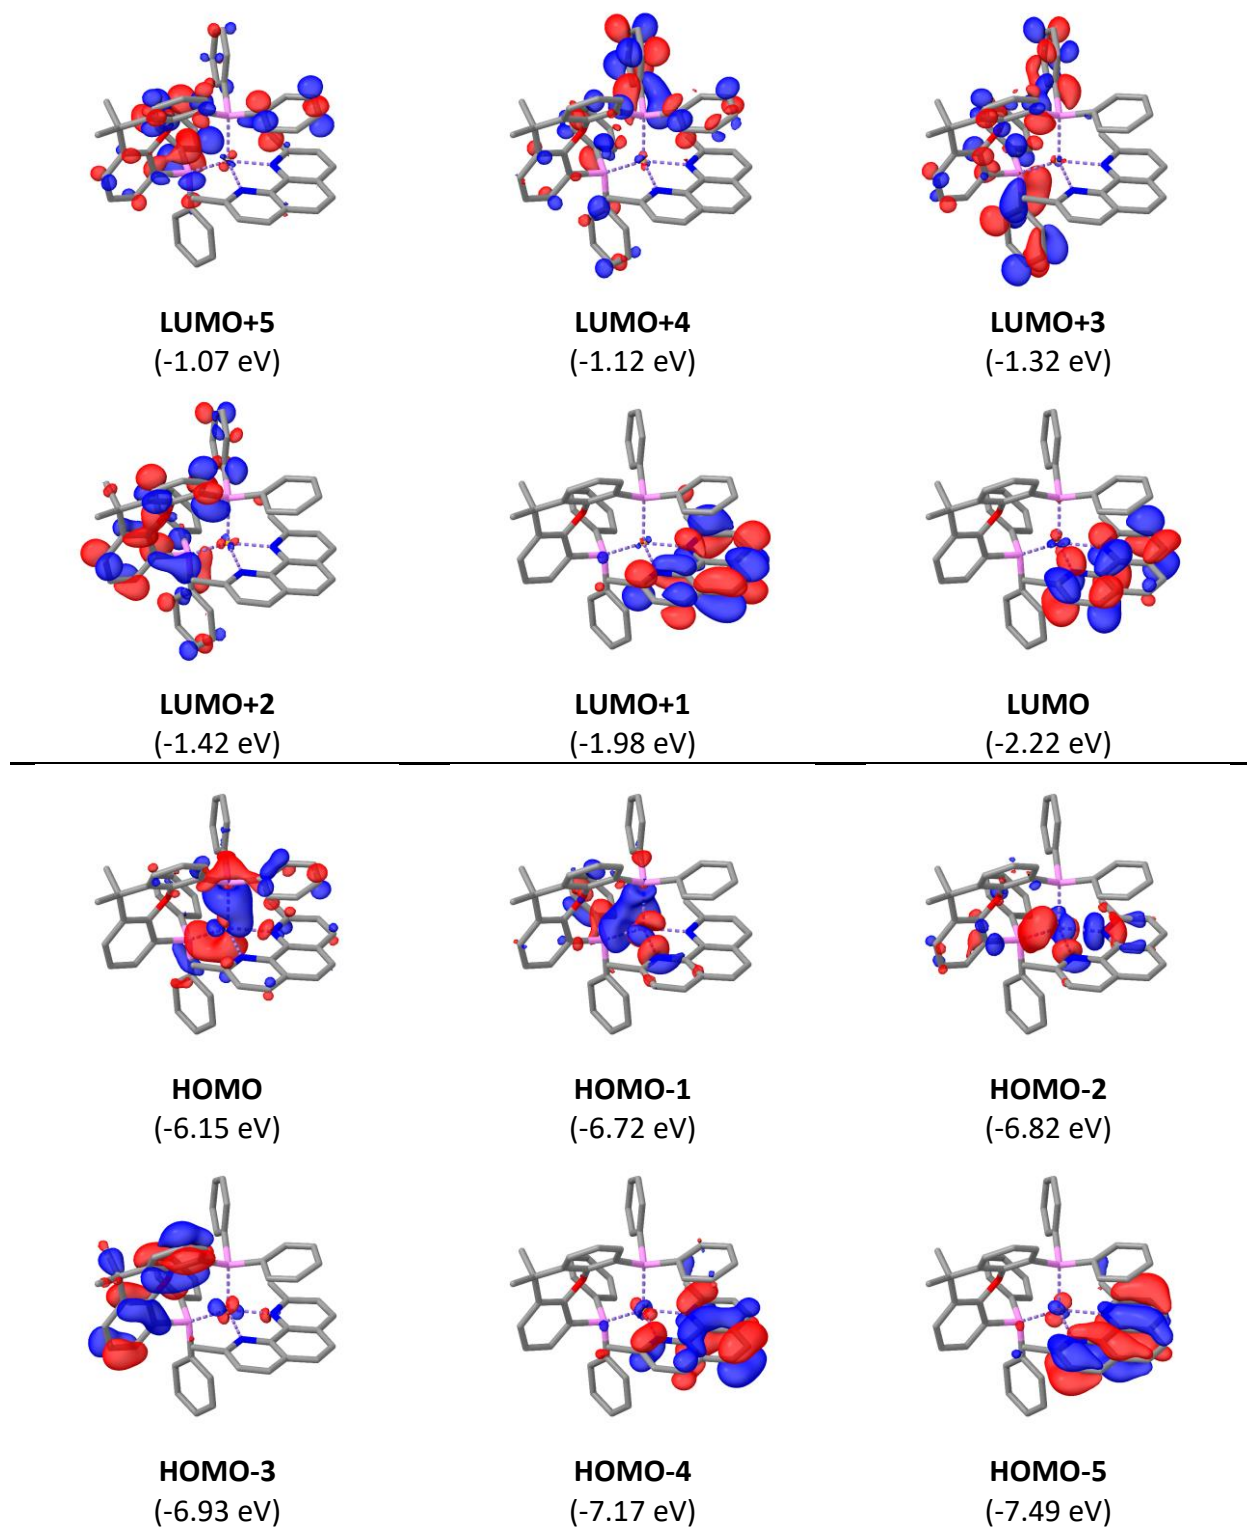 LUMO+5 LUMO+4 LUMO+3
(-1.07 eV) (-1.12 eV) (-1.32 eV)
LUMO+2 LUMO+1 LUMO
(-1.42 eV) (-1.98 eV) (-2.22 eV)
HOMO HOMO-1 HOMO-2
(-6.15 eV) (-6.72 eV) (-6.82 eV)
HOMO-3 HOMO-4 HOMO-5
(-6.93 eV) (-7.17 eV) (-7.49 eV)